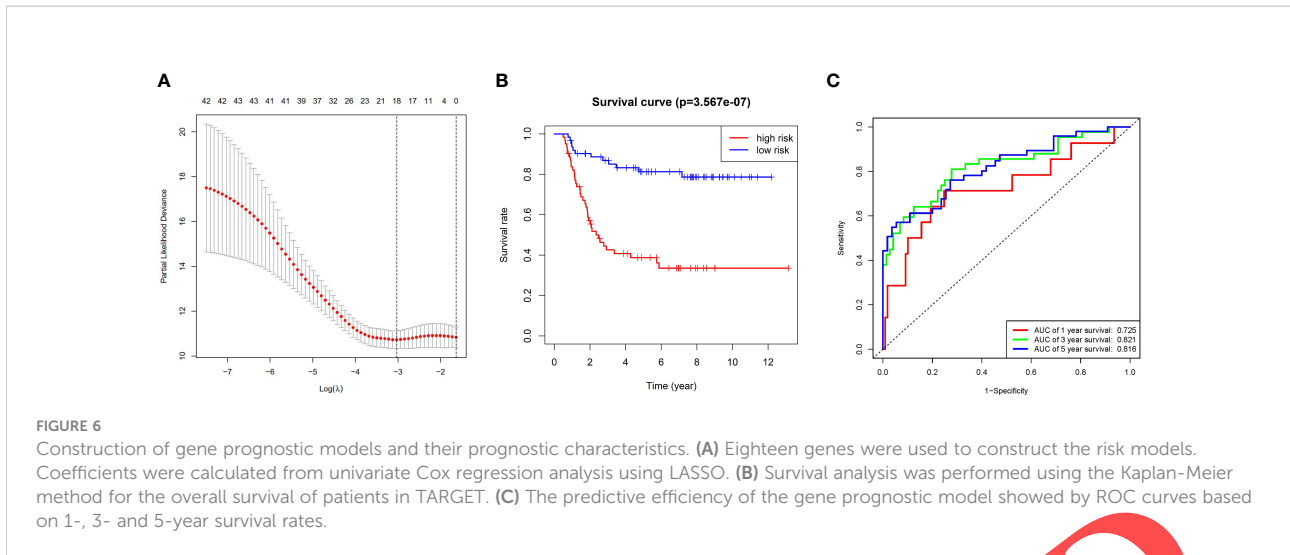 A
42 42 43 43 41 41 39 37 32 26 23 21 18 17 11 4 0
20
18
16
14
12
10
Partial Likelihood Deviance
−7 −6 −5 −4 −3 −2
Log(λ)
B
Survival curve (p=3.567e-07)
high risk
low risk
1.0
0.8
0.6
0.4
0.2
0.0
Survival rate
0 2 4 6 8 10 12
Time (year)
C
1.0
0.8
0.6
0.4
0.2
0.0
Sensitivity
AUC of 1 year survival: 0.725
AUC of 3 year survival: 0.821
AUC of 5 year survival: 0.816
0.0 0.2 0.4 0.6 0.8 1.0
1−Specificity
FIGURE 6
Construction of gene prognostic models and their prognostic characteristics. (A) Eighteen genes were used to construct the risk models.
Coefficients were calculated from univariate Cox regression analysis using LASSO. (B) Survival analysis was performed using the Kaplan-Meier
method for the overall survival of patients in TARGET. (C) The predictive efficiency of the gene prognostic model showed by ROC curves based
on 1-, 3- and 5-year survival rates.